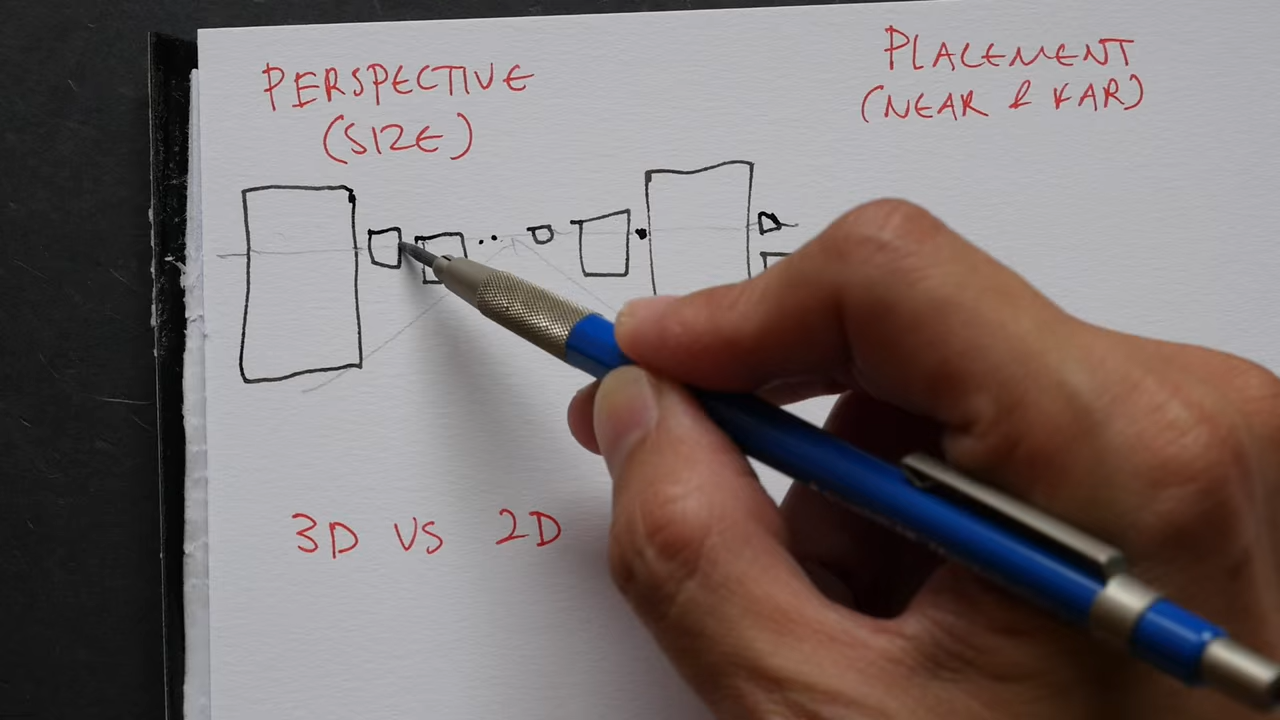 PERSPECTIVE
(SIZE)
PLACEMENT
(NEAR & FAR)
3D VS 2D